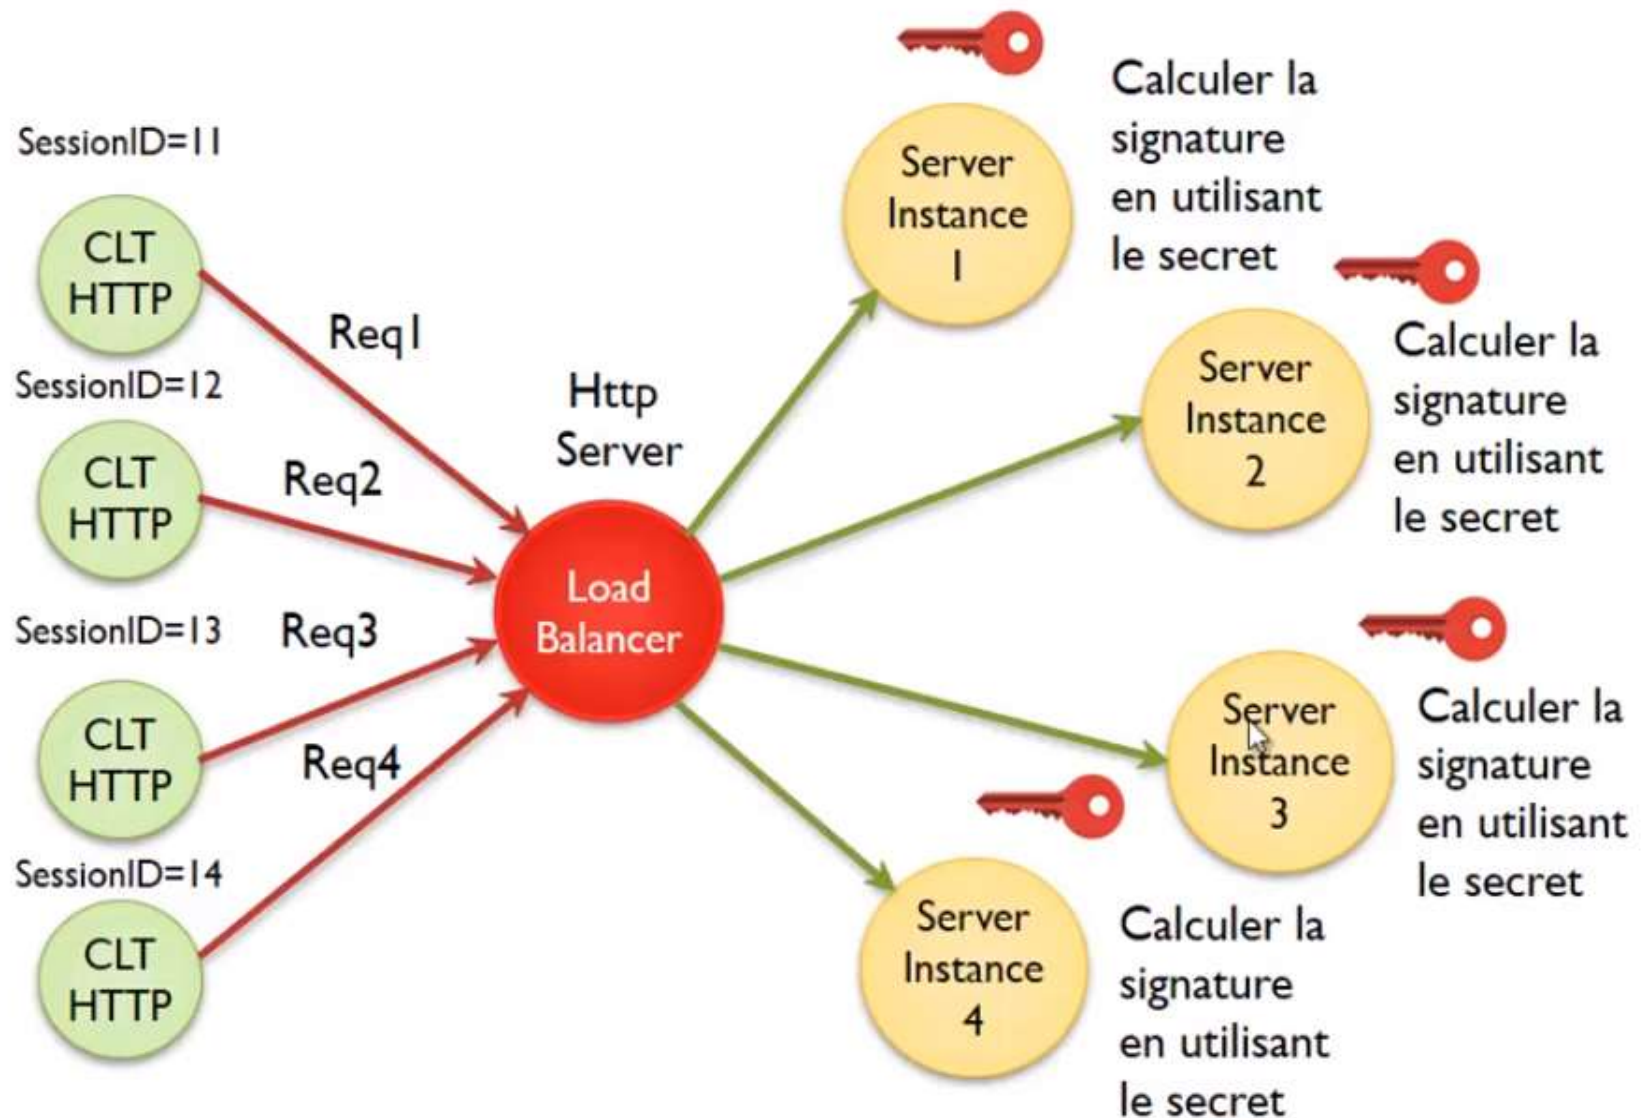 SessionID=11
CLT
HTTP
Req1
SessionID=12
CLT
HTTP
Req2
SessionID=13
CLT
HTTP
Req3
SessionID=14
CLT
HTTP
Req4
Http
Server
Load
Balancer
Server
Instance
1
Calculer la
signature
en utilisant
le secret
Server
Instance
2
Calculer la
signature
en utilisant
le secret
Server
Instance
3
Calculer la
signature
en utilisant
le secret
Server
Instance
4
Calculer la
signature
en utilisant
le secret